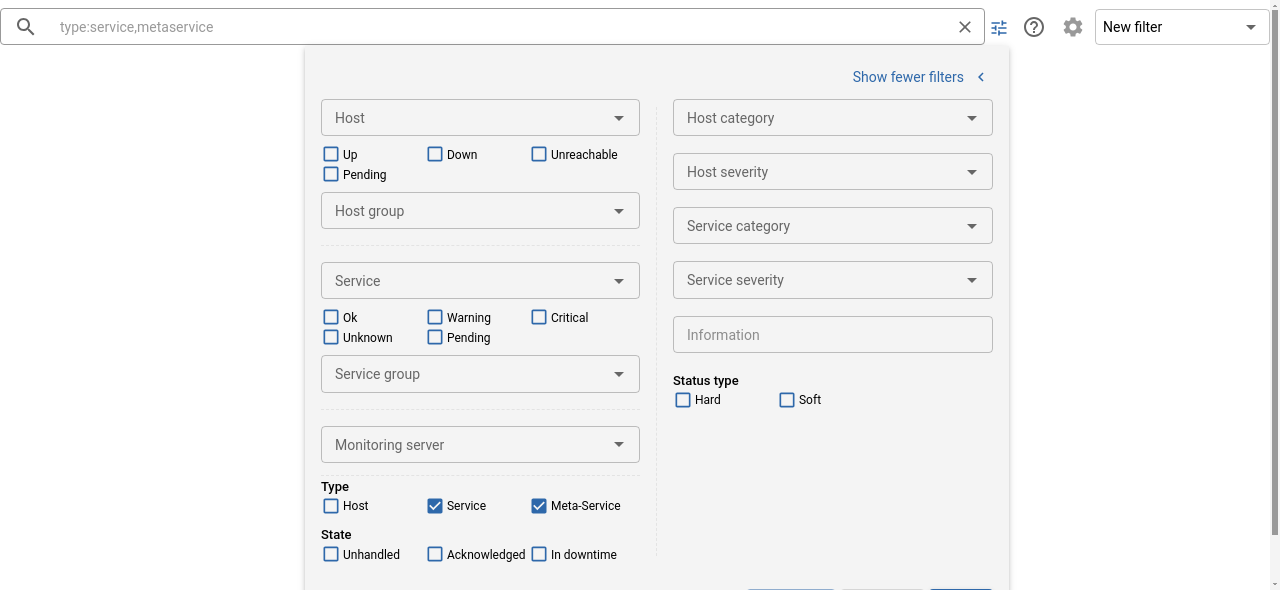 type:service,metaservice
New filter
Show fewer filters
Host
Up Down Unreachable
Pending
Host group
Service
Ok Warning Critical
Unknown Pending
Service group
Monitoring server
Type
Host Service Meta-Service
State
Unhandled Acknowledged In downtime
Host category
Host severity
Service category
Service severity
Information
Status type
Hard Soft